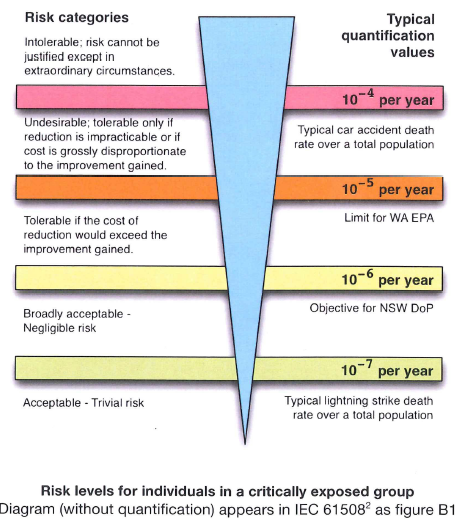 Risk categories
Typical
quantification
values
Intolerable; risk cannot be
justified except in
extraordinary circumstances.
10⁻⁴ per year
Undesirable; tolerable only if
reduction is impracticable or if
cost is grossly disproportionate
to the improvement gained.
Typical car accident death
rate over a total population
10⁻⁵ per year
Tolerable if the cost of
reduction would exceed the
improvement gained.
Limit for WA EPA
10⁻⁶ per year
Broadly acceptable -
Negligible risk
Objective for NSW DoP
10⁻⁷ per year
Acceptable - Trivial risk
Typical lightning strike death
rate over a total population
Risk levels for individuals in a critically exposed group
Diagram (without quantification) appears in IEC 61508² as figure B1